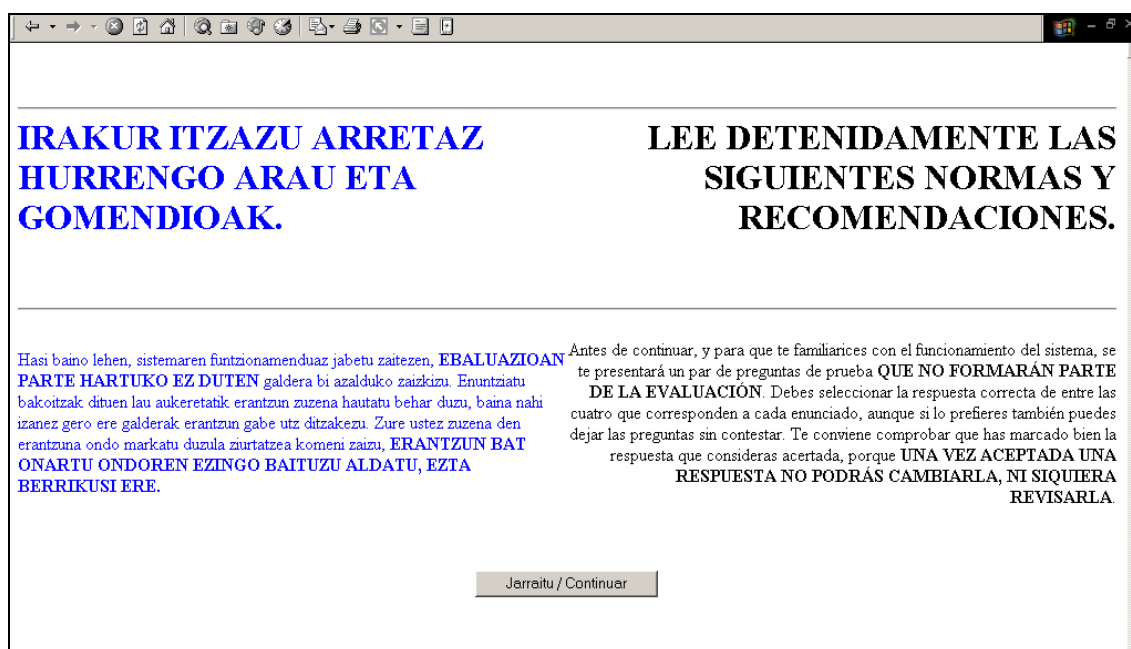 IRAKUR ITZAZU ARRETAZ
HURRENGO ARAU ETA
GOMENDIOAK.
LEE DETENIDAMENTE LAS
SIGUIENTES NORMAS Y
RECOMENDACIONES.
Hasi baino lehen, sistemaren funtzionamenduaz jabetu zaitezen, EBALUAZIOAN
PARTE HARTUKO EZ DUTEN galdera bi azalduko zaizkizu. Enuntziatu
bakoitzak dituen lau aukeretatik erantzun zuzena hautatu behar duzu, baina nahi
izanez gero ere galderak erantzun gabe utz ditzakezu. Zure ustez zuzena den
erantzuna ondo markatu duzula ziurtatzea komeni zaizu, ERANTZUN BAT
ONARTU ONDOREN EZINGO BAITUZU ALDATU, EZTA
BERRIKUSI ERE.
Antes de continuar, y para que te familiarices con el funcionamiento del sistema, se
te presentará un par de preguntas de prueba QUE NO FORMARÁN PARTE
DE LA EVALUACIÓN. Debes seleccionar la respuesta correcta de entre las
cuatro que corresponden a cada enunciado, aunque si lo prefieres también puedes
dejar las preguntas sin contestar. Te conviene comprobar que has marcado bien la
respuesta que consideras acertada, porque UNA VEZ ACEPTADA UNA
RESPUESTA NO PODRÁS CAMBIARLA, NI SIQUIERA
REVISARLA.
Jarraitu / Continuar